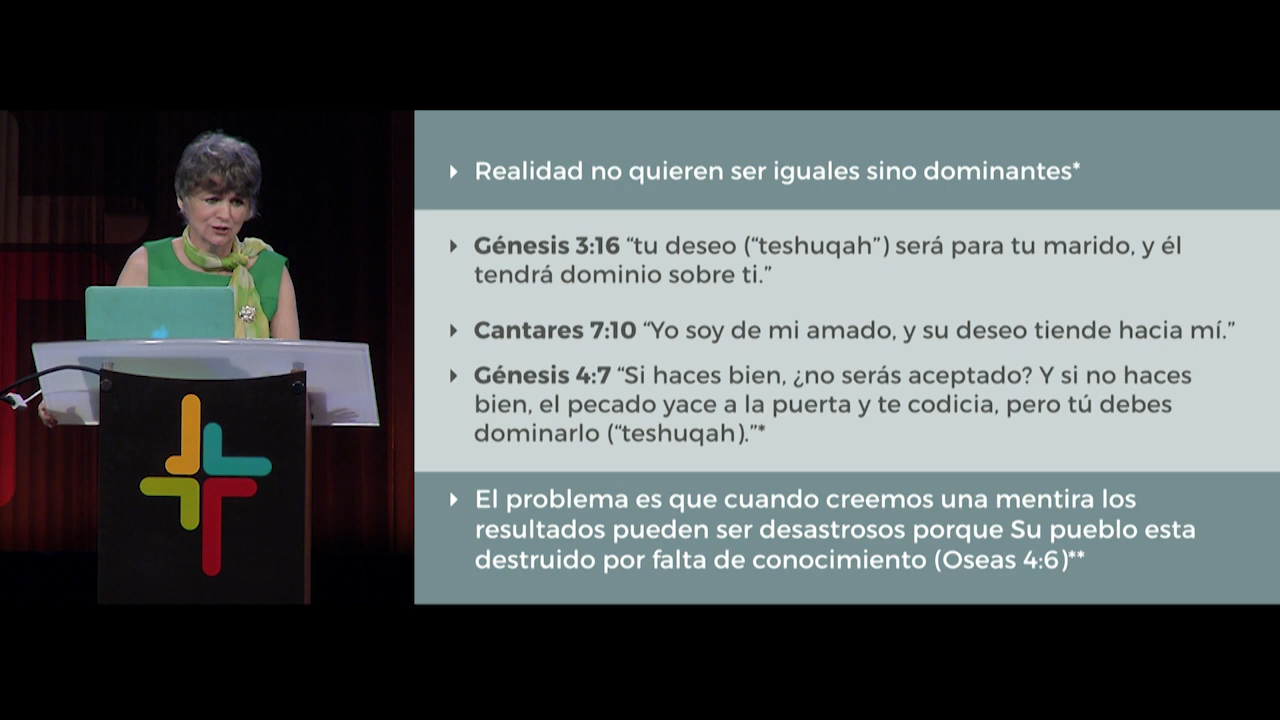 Realidad no quieren ser iguales sino dominantes*
Génesis 3:16 “tu deseo (“teshuqah”) será para tu marido, y él
tendrá dominio sobre ti.”
Cantares 7:10 “Yo soy de mi amado, y su deseo tiende hacia mí.”
Génesis 4:7 “Si haces bien, ¿no serás aceptado? Y si no haces
bien, el pecado yace a la puerta y te codicia, pero tú debes
dominarlo (“teshuqah).”*
El problema es que cuando creemos una mentira los
resultados pueden ser desastrosos porque Su pueblo esta
destruido por falta de conocimiento (Oseas 4:6)**